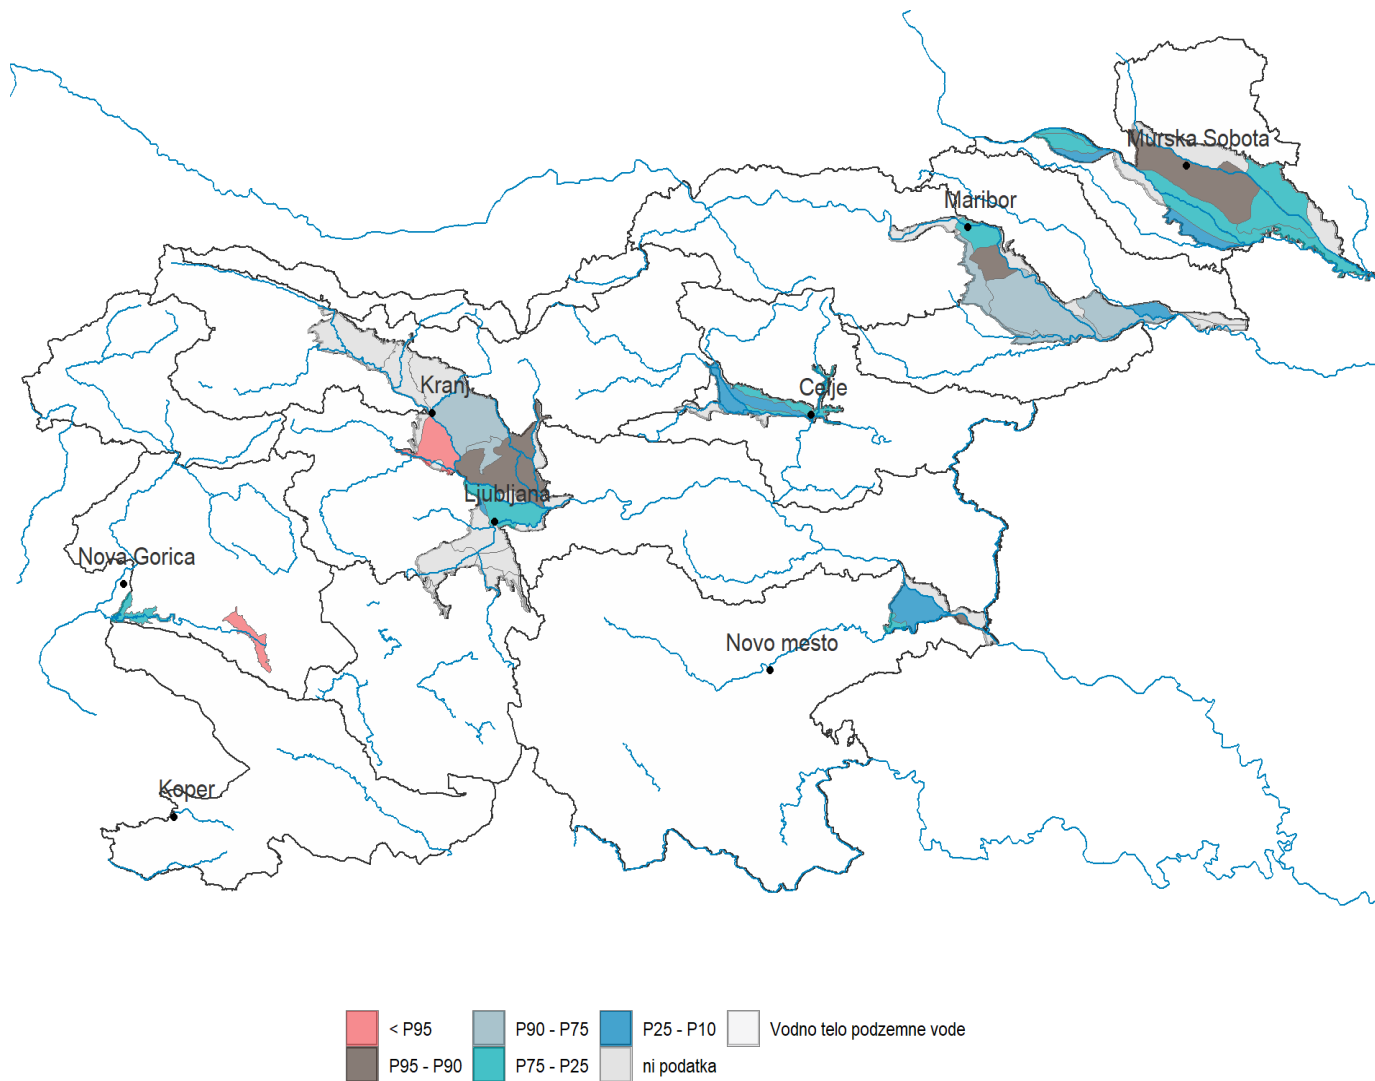 Murska Sobota
Maribor
Kranj
Celje
Ljubljana
Nova Gorica
Novo mesto
Koper
< P95
P90 - P75
P25 - P10
Vodno telo podzemne vode
P95 - P90
P75 - P25
ni podatka